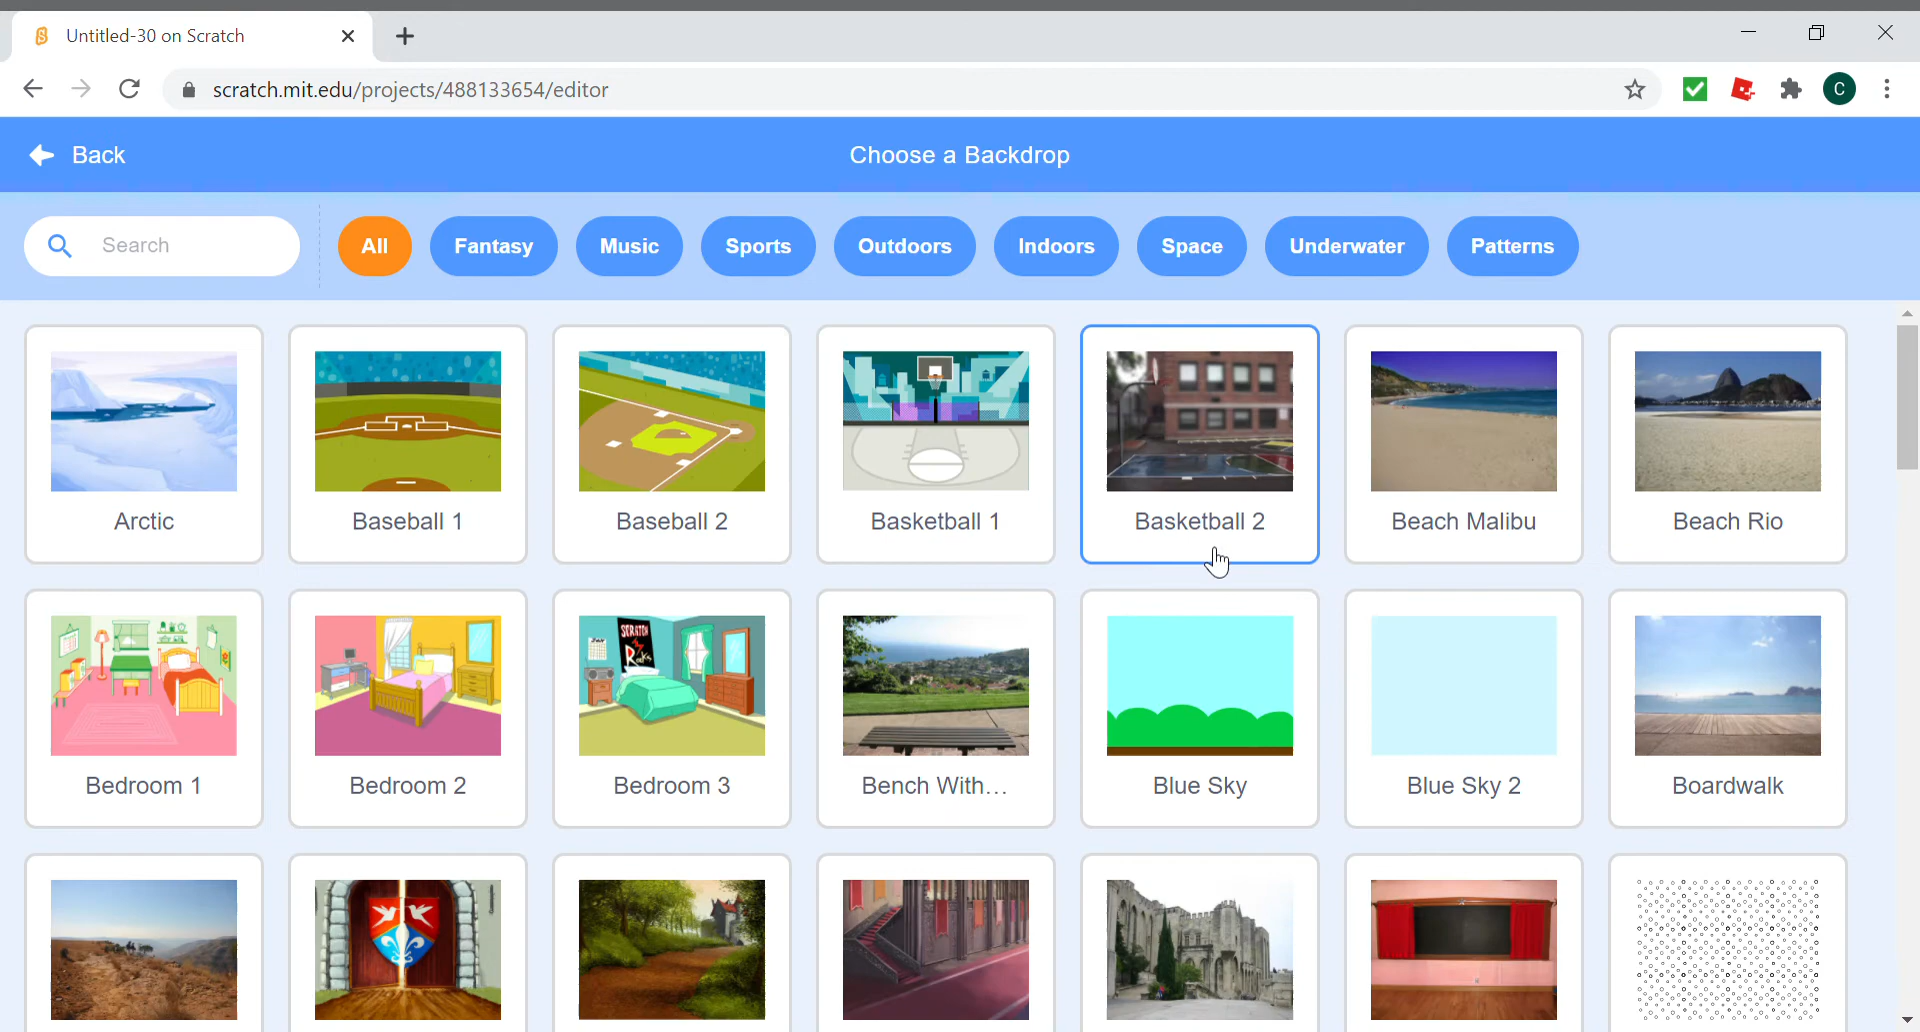 Untitled-30 on Scratch
scratch.mit.edu/projects/488133654/editor
C
Back
Choose a Backdrop
Search
All
Fantasy
Music
Sports
Outdoors
Indoors
Space
Underwater
Patterns
Arctic
Baseball 1
Baseball 2
Basketball 1
Basketball 2
Beach Malibu
Beach Rio
SCRATCH
Rocks
Bedroom 1
Bedroom 2
Bedroom 3
Bench With...
Blue Sky
Blue Sky 2
Boardwalk